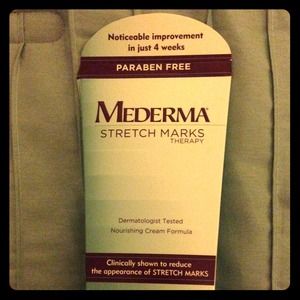 Noticeable improvement
in just 4 weeks
PARABEN FREE
MEDERMA
STRETCH MARKS
THERAPY
Dermatologist Tested
Nourishing Cream Formula
Clinically shown to reduce
the appearance of STRETCH MARKS